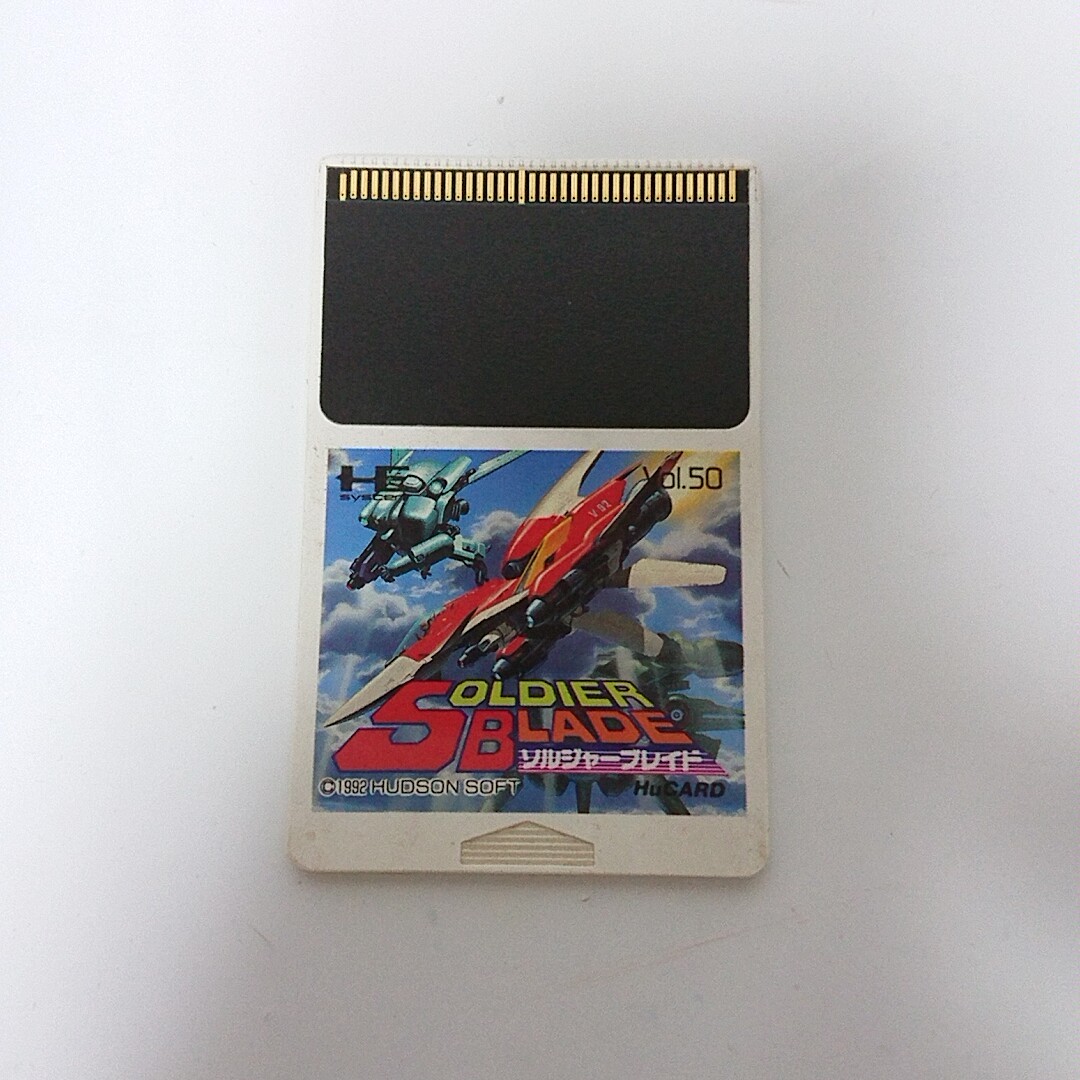 HE
system
Vol.50
V 92
SOLDIER
BLADE
ソルジャーブレイド
©1992 HUDSON SOFT
HuCARD